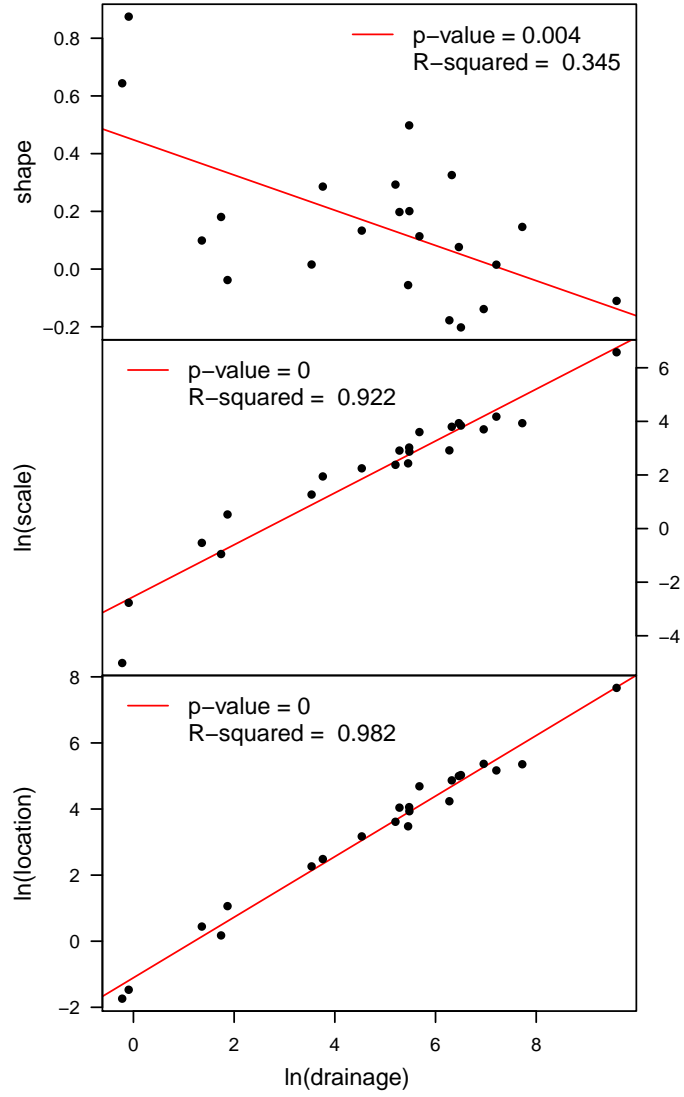 p−value = 0.004
R−squared = 0.345
0.8
0.6
0.4
0.2
0.0
−0.2
shape
p−value = 0
R−squared = 0.922
6
4
2
0
−2
−4
ln(scale)
p−value = 0
R−squared = 0.982
8
6
4
2
0
−2
ln(location)
0 2 4 6 8
ln(drainage)